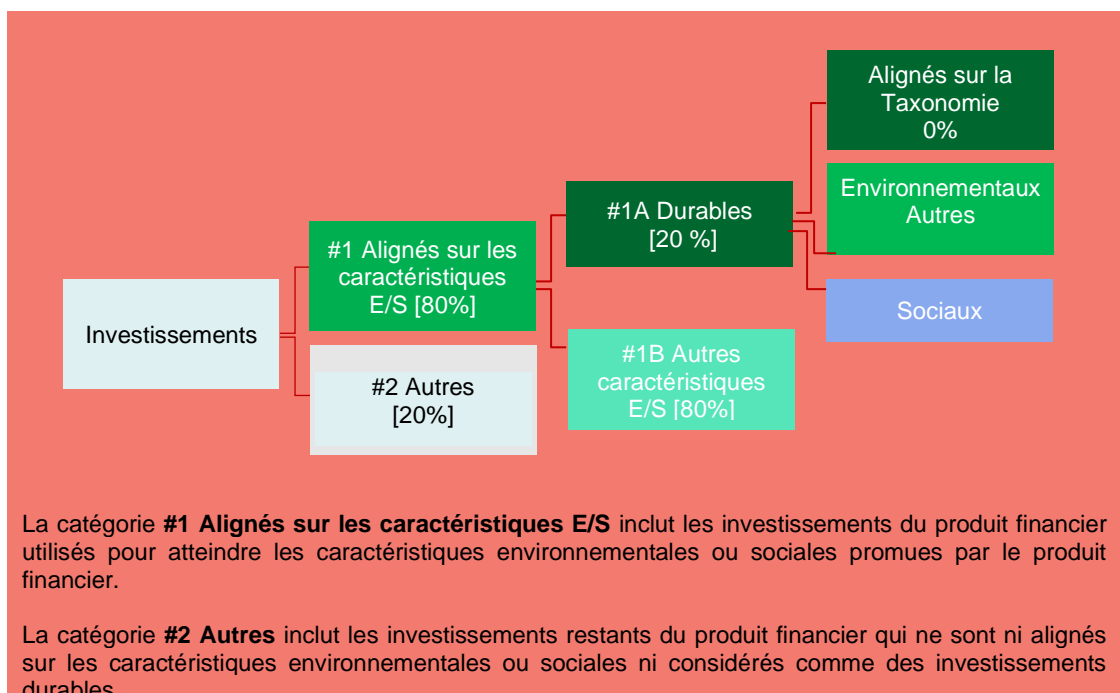 Alignés sur la
Taxonomie
0%
Environnementaux
Autres
#1A Durables
[20 %]
#1 Alignés sur les
caractéristiques
E/S [80%]
Sociaux
Investissements
#1B Autres
caractéristiques
E/S [80%]
#2 Autres
[20%]
La catégorie #1 Alignés sur les caractéristiques E/S inclut les investissements du produit financier
utilisés pour atteindre les caractéristiques environnementales ou sociales promues par le produit
financier.
La catégorie #2 Autres inclut les investissements restants du produit financier qui ne sont ni alignés
sur les caractéristiques environnementales ou sociales ni considérés comme des investissements
durables